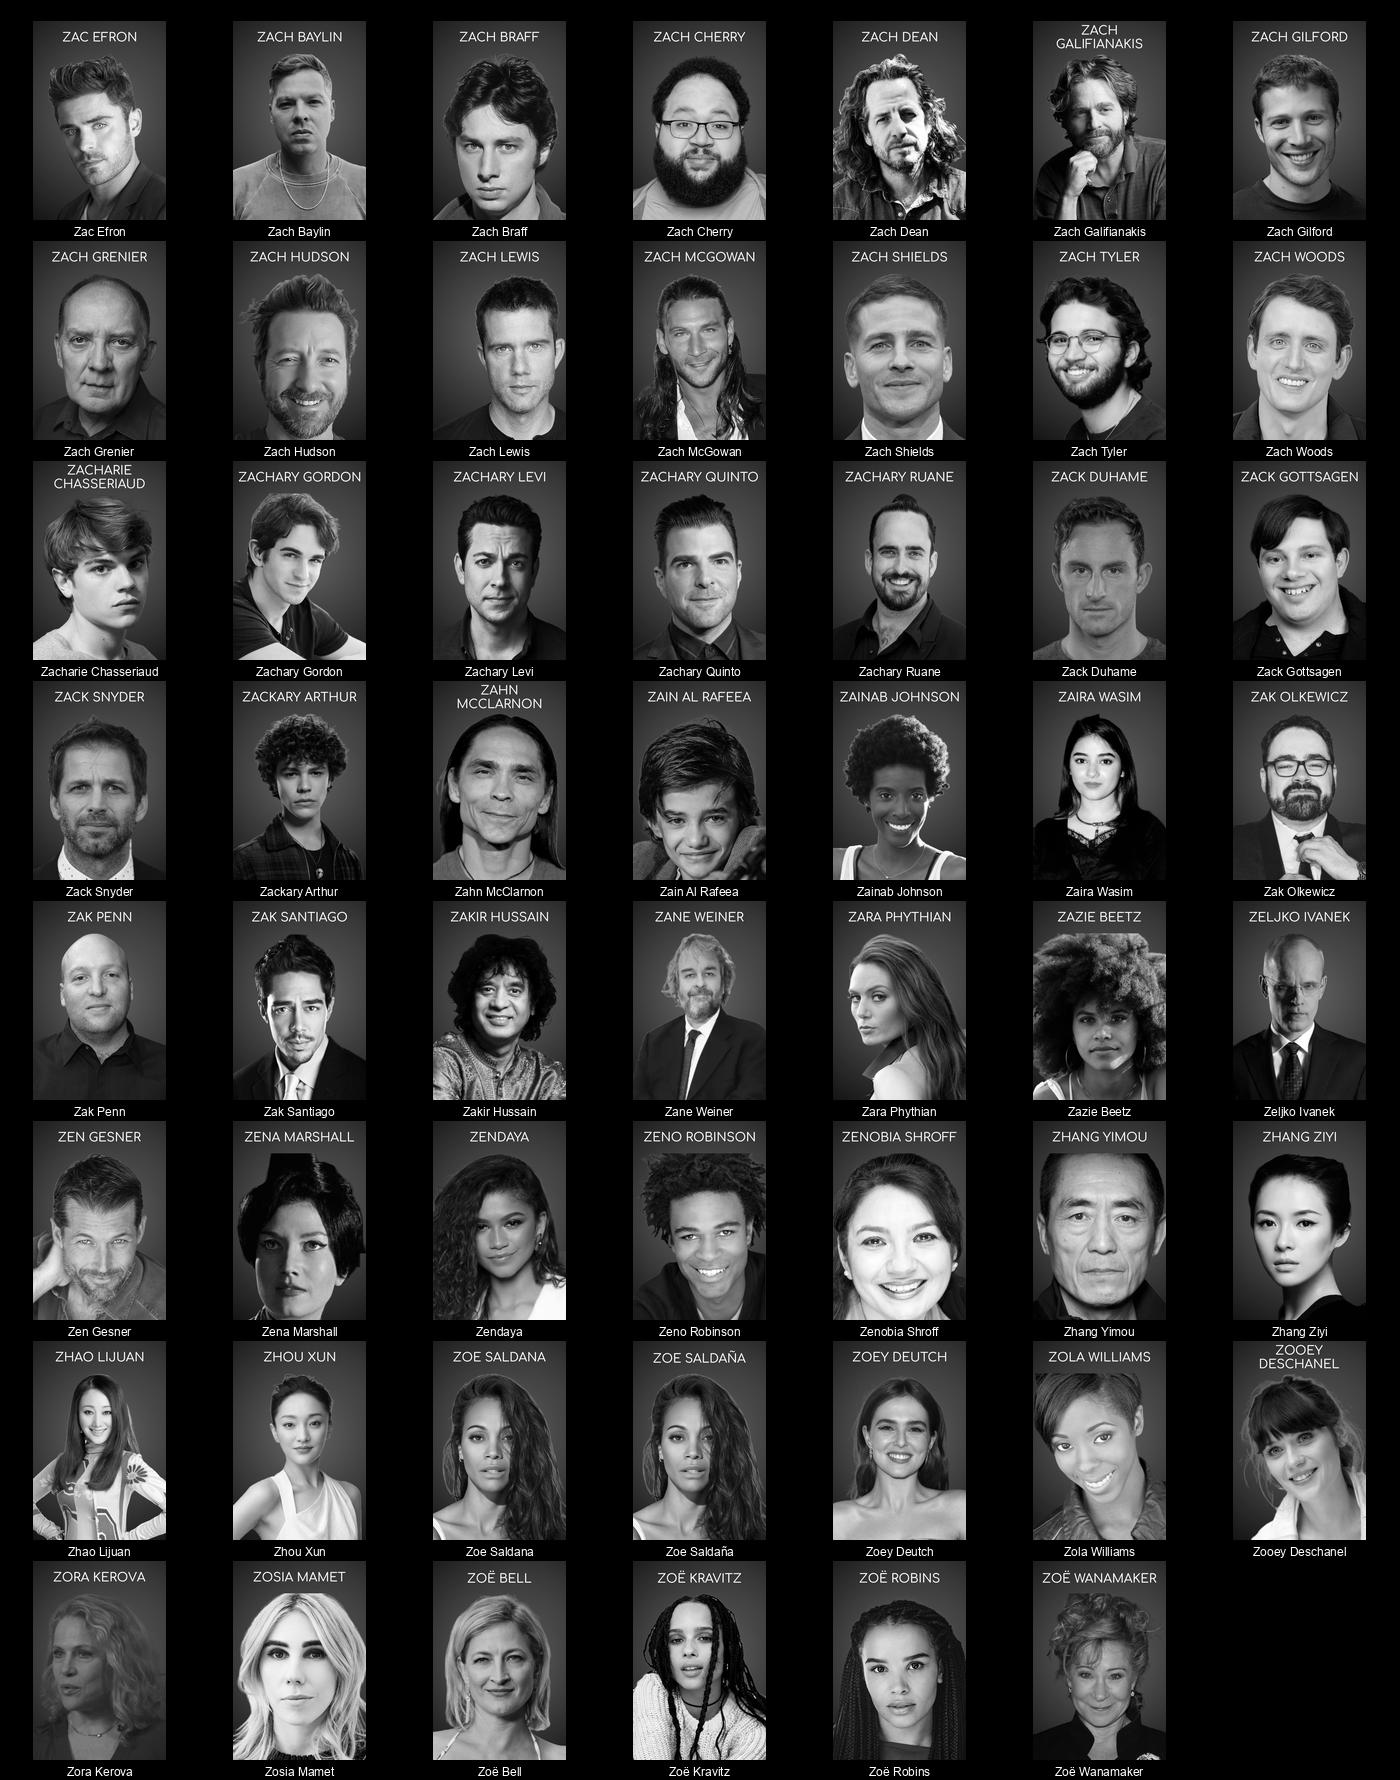 ZAC EFRON
ZACH BAYLIN
ZACH BRAFF
ZACH CHERRY
ZACH DEAN
ZACH
GALIFIANAKIS
ZACH GILFORD
Zac Efron
Zach Baylin
Zach Braff
Zach Cherry
Zach Dean
Zach Galifianakis
Zach Gilford
ZACH GRENIER
ZACH HUDSON
ZACH LEWIS
ZACH MCGOWAN
ZACH SHIELDS
ZACH TYLER
ZACH WOODS
Zach Grenier
Zach Hudson
Zach Lewis
Zach McGowan
Zach Shields
Zach Tyler
Zach Woods
ZACHARIE
CHASSERIAUD
ZACHARY GORDON
ZACHARY LEVI
ZACHARY QUINTO
ZACHARY RUANE
ZACK DUHAME
ZACK GOTTSAGEN
Zacharie Chasseriaud
Zachary Gordon
Zachary Levi
Zachary Quinto
Zachary Ruane
Zack Duhame
Zack Gottsagen
ZACK SNYDER
ZACKARY ARTHUR
ZAHN
MCCLARNON
ZAIN AL RAFEEA
ZAINAB JOHNSON
ZAIRA WASIM
ZAK OLKEWICZ
Zack Snyder
Zackary Arthur
Zahn McClarnon
Zain Al Rafeea
Zainab Johnson
Zaira Wasim
Zak Olkewicz
ZAK PENN
ZAK SANTIAGO
ZAKIR HUSSAIN
ZANE WEINER
ZARA PHYTHIAN
ZAZIE BEETZ
ZELJKO IVANEK
Zak Penn
Zak Santiago
Zakir Hussain
Zane Weiner
Zara Phythian
Zazie Beetz
Zeljko Ivanek
ZEN GESNER
ZENA MARSHALL
ZENDAYA
ZENO ROBINSON
ZENOBIA SHROFF
ZHANG YIMOU
ZHANG ZIYI
Zen Gesner
Zena Marshall
Zendaya
Zeno Robinson
Zenobia Shroff
Zhang Yimou
Zhang Ziyi
ZHAO LIJUAN
ZHOU XUN
ZOE SALDANA
ZOE SALDAÑA
ZOEY DEUTCH
ZOLA WILLIAMS
ZOOEY
DESCHANEL
Zhao Lijuan
Zhou Xun
Zoe Saldana
Zoe Saldaña
Zoey Deutch
Zola Williams
Zooey Deschanel
ZORA KEROVA
ZOSIA MAMET
ZOË BELL
ZOË KRAVITZ
ZOË ROBINS
ZOË WANAMAKER
Zora Kerova
Zosia Mamet
Zoë Bell
Zoë Kravitz
Zoë Robins
Zoë Wanamaker